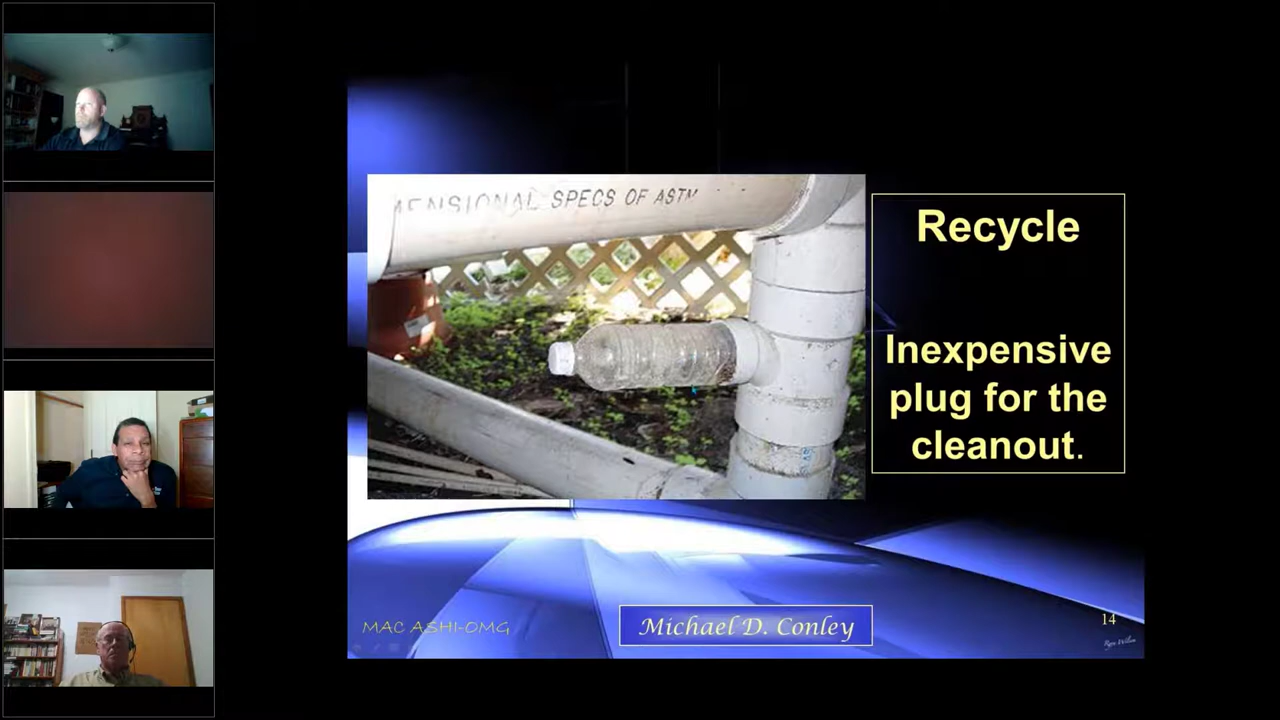 MENSIONAL SPECS OF ASTM
Recycle
Inexpensive
plug for the
cleanout.
MAC ASHI-OMG
Michael D. Conley
14